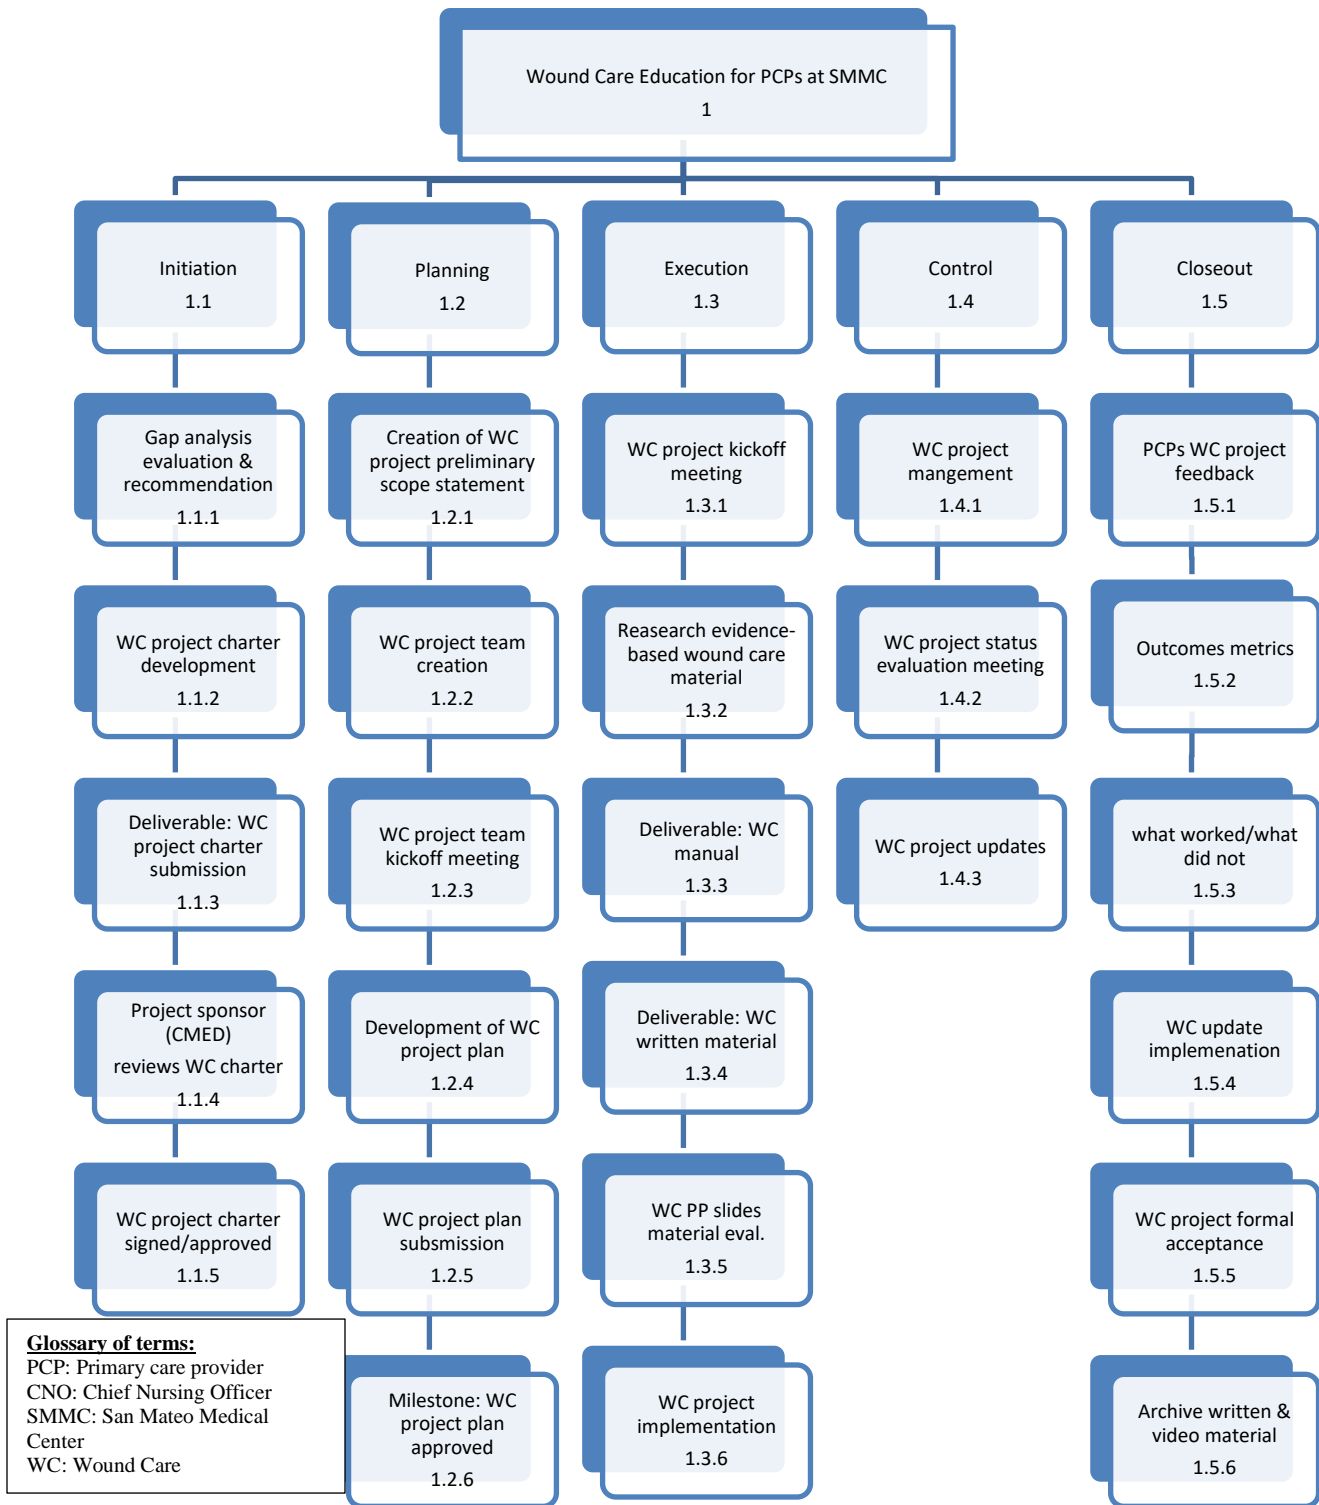 Wound Care Education for PCPs at SMMC
1
Initiation
1.1
Planning
1.2
Execution
1.3
Control
1.4
Closeout
1.5
Gap analysis
evaluation &
recommendation
1.1.1
Creation of WC
project preliminary
scope statement
1.2.1
WC project kickoff
meeting
1.3.1
WC project
mangement
1.4.1
PCPs WC project
feedback
1.5.1
WC project charter
development
1.1.2
WC project team
creation
1.2.2
Reasearch evidence-
based wound care
material
1.3.2
WC project status
evaluation meeting
1.4.2
Outcomes metrics
1.5.2
Deliverable: WC
project charter
submission
1.1.3
WC project team
kickoff meeting
1.2.3
Deliverable: WC
manual
1.3.3
WC project updates
1.4.3
what worked/what
did not
1.5.3
Project sponsor
(CMED)
reviews WC charter
1.1.4
Development of WC
project plan
1.2.4
Deliverable: WC
written material
1.3.4
WC update
implemenation
1.5.4
WC project charter
signed/approved
1.1.5
WC project plan
subsmission
1.2.5
WC PP slides
material eval.
1.3.5
WC project formal
acceptance
1.5.5
Milestone: WC
project plan
approved
1.2.6
WC project
implementation
1.3.6
Archive written &
video material
1.5.6
Glossary of terms:
PCP: Primary care provider
CNO: Chief Nursing Officer
SMMC: San Mateo Medical
Center
WC: Wound Care